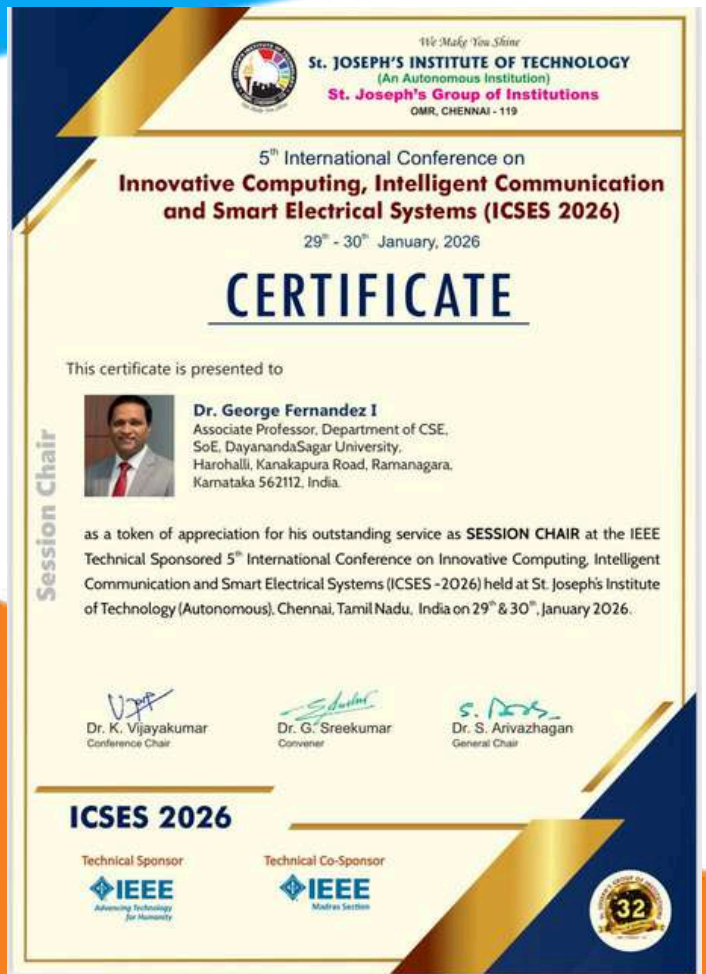 We Make You Shine
St. JOSEPH'S INSTITUTE OF TECHNOLOGY
(An Autonomous Institution)
St. Joseph's Group of Institutions
OMR, CHENNAI - 119
5th International Conference on
Innovative Computing, Intelligent Communication
and Smart Electrical Systems (ICSES 2026)
29th - 30th January, 2026
CERTIFICATE
This certificate is presented to
Session Chair
Dr. George Fernandez I
Associate Professor, Department of CSE,
SoE, DayanandaSagar University,
Harohalli, Kanakapura Road, Ramanagara,
Karnataka 562112, India.
as a token of appreciation for his outstanding service as SESSION CHAIR at the IEEE
Technical Sponsored 5th International Conference on Innovative Computing, Intelligent
Communication and Smart Electrical Systems (ICSES -2026) held at St. Joseph's Institute
of Technology (Autonomous), Chennai, Tamil Nadu, India on 29th & 30th, January 2026.
Dr. K. Vijayakumar
Conference Chair
Dr. G. Sreekumar
Convener
Dr. S. Arivazhagan
General Chair
ICSES 2026
Technical Sponsor
IEEE
Advancing Technology
for Humanity
Technical Co-Sponsor
IEEE
Madras Section
32